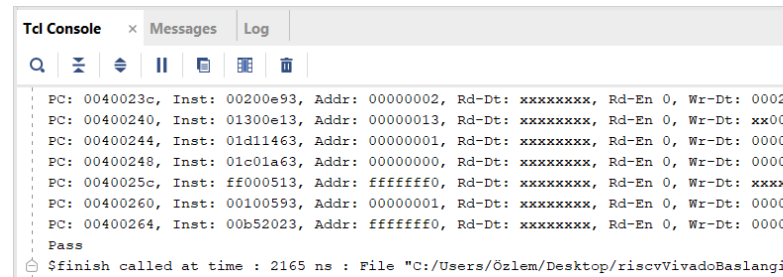 Tcl Console × Messages Log
PC: 0040023c, Inst: 00200e93, Addr: 00000002, Rd-Dt: xxxxxxxx, Rd-En 0, Wr-Dt: 0002
PC: 00400240, Inst: 01300e13, Addr: 00000013, Rd-Dt: xxxxxxxx, Rd-En 0, Wr-Dt: xx00
PC: 00400244, Inst: 01d11463, Addr: 00000001, Rd-Dt: xxxxxxxx, Rd-En 0, Wr-Dt: 0000
PC: 00400248, Inst: 01c01a63, Addr: 00000000, Rd-Dt: xxxxxxxx, Rd-En 0, Wr-Dt: 0000
PC: 0040025c, Inst: ff000513, Addr: fffffff0, Rd-Dt: xxxxxxxx, Rd-En 0, Wr-Dt: xxxx
PC: 00400260, Inst: 00100593, Addr: 00000001, Rd-Dt: xxxxxxxx, Rd-En 0, Wr-Dt: 0000
PC: 00400264, Inst: 00b52023, Addr: fffffff0, Rd-Dt: xxxxxxxx, Rd-En 0, Wr-Dt: 0000
Pass
$finish called at time : 2165 ns : File "C:/Users/Özlem/Desktop/riscvVivadoBaslangi